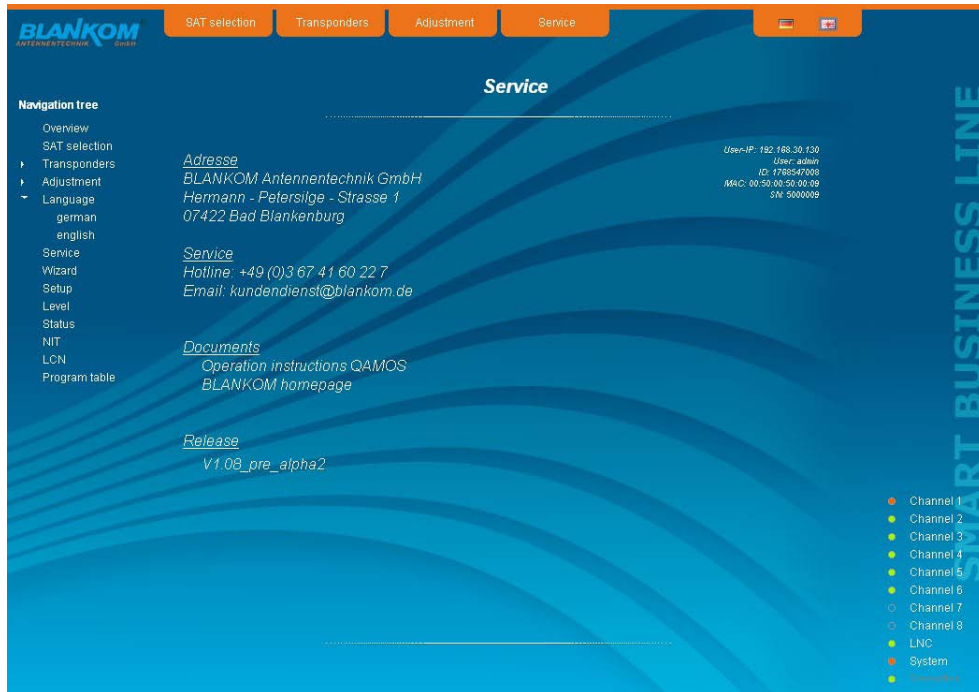 BLANKOM
ANTENNENTECHNIK GmbH
SAT selection
Transponders
Adjustment
Service
Service
Navigation tree
Overview
SAT selection
Transponders
Adjustment
Language
german
english
Service
Wizard
Setup
Level
Status
NIT
LCN
Program table
User-IP: 192.168.30.130
User: admin
ID: 1768547008
MAC: 00:50:00:50:00:09
SN: 5000009
Adresse
BLANKOM Antennentechnik GmbH
Hermann - Petersilge - Strasse 1
07422 Bad Blankenburg
Service
Hotline: +49 (0)3 67 41 60 22 7
Email: kundendienst@blankom.de
Documents
Operation instructions QAMOS
BLANKOM homepage
Release
V1.08_pre_alpha2
SMART BUSINESS LINE
Channel 1
Channel 2
Channel 3
Channel 4
Channel 5
Channel 6
Channel 7
Channel 8
LNC
System